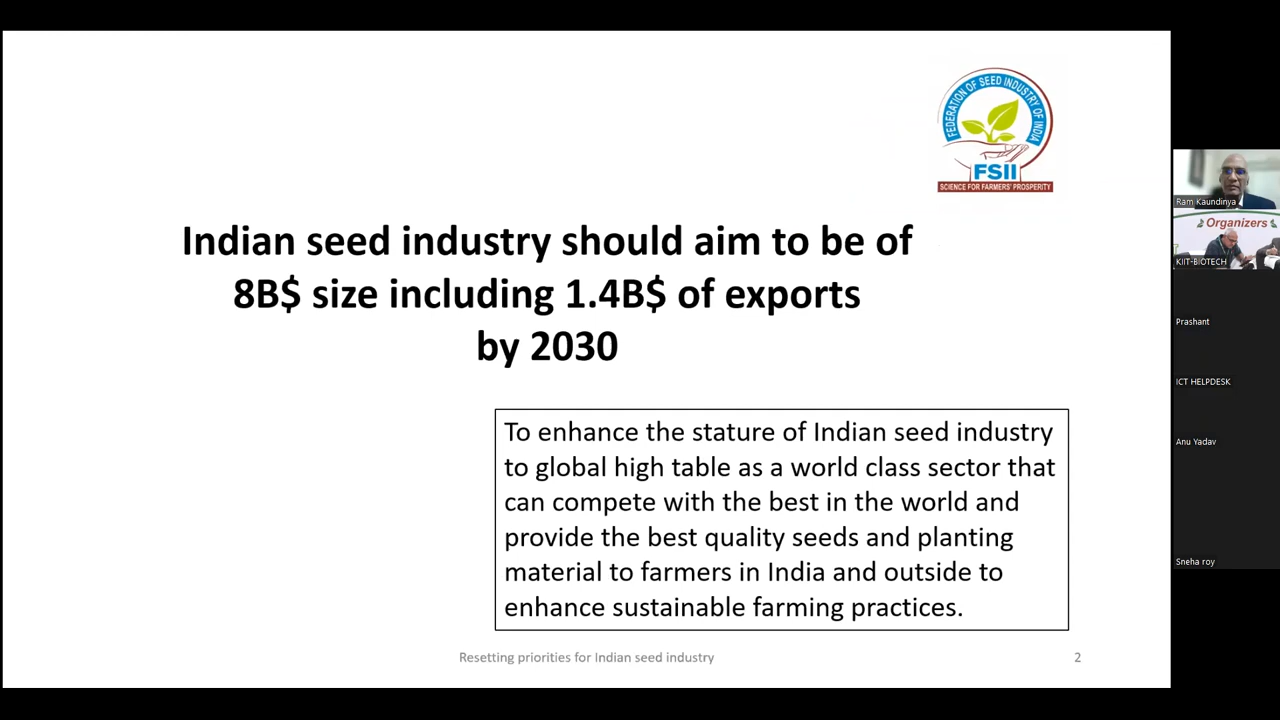 FEDERATION OF SEED INDUSTRY OF INDIA
FSII
SCIENCE FOR FARMERS' PROSPERITY
Indian seed industry should aim to be of
8B$ size including 1.4B$ of exports
by 2030
To enhance the stature of Indian seed industry
to global high table as a world class sector that
can compete with the best in the world and
provide the best quality seeds and planting
material to farmers in India and outside to
enhance sustainable farming practices.
Resetting priorities for Indian seed industry
2
Ram Kaundinya
Organizers
KIIT-BIOTECH
Prashant
ICT HELPDESK
Anu Yadav
Sneha roy